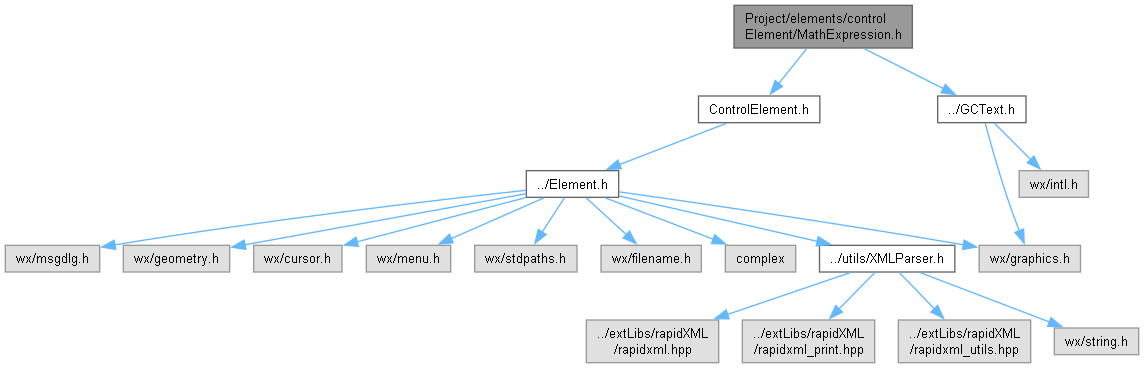 Project/elements/control
Element/MathExpression.h
ControlElement.h
../GCText.h
../Element.h
wx/intl.h
wx/msgdlg.h
wx/geometry.h
wx/cursor.h
wx/menu.h
wx/stdpaths.h
wx/filename.h
complex
../utils/XMLParser.h
wx/graphics.h
../extLibs/rapidXML
/rapidxml.hpp
../extLibs/rapidXML
/rapidxml_print.hpp
../extLibs/rapidXML
/rapidxml_utils.hpp
wx/string.h